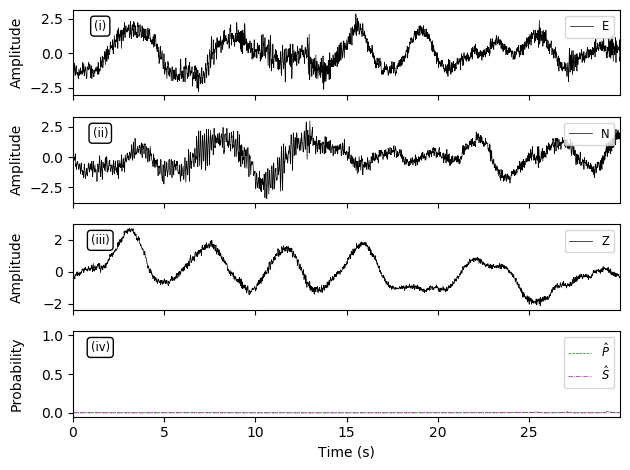 2.5
0.0
−2.5
Amplitude
(i)
E
2.5
0.0
−2.5
Amplitude
(ii)
N
2
0
−2
Amplitude
(iii)
Z
1.0
0.5
0.0
Probability
(iv)
P̂
Ŝ
0 5 10 15 20 25
Time (s)